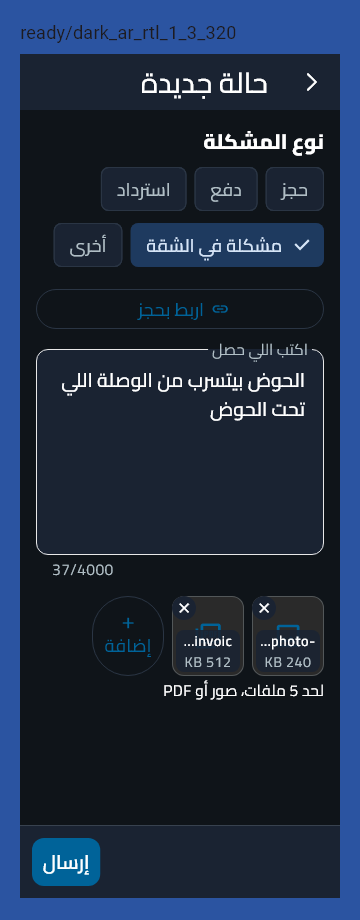 ready/dark_ar_rtl_1_3_320
حالة جديدة
نوع المشكلة
حجز
دفع
استرداد
مشكلة في الشقة
أخرى
اربط بحجز
اكتب اللي حصل
الحوض بيتسرب من الوصلة اللي
تحت الحوض
37/4000
photo-...
240 KB
invoic...
512 KB
+
إضافة
لحد 5 ملفات، صور أو PDF
إرسال